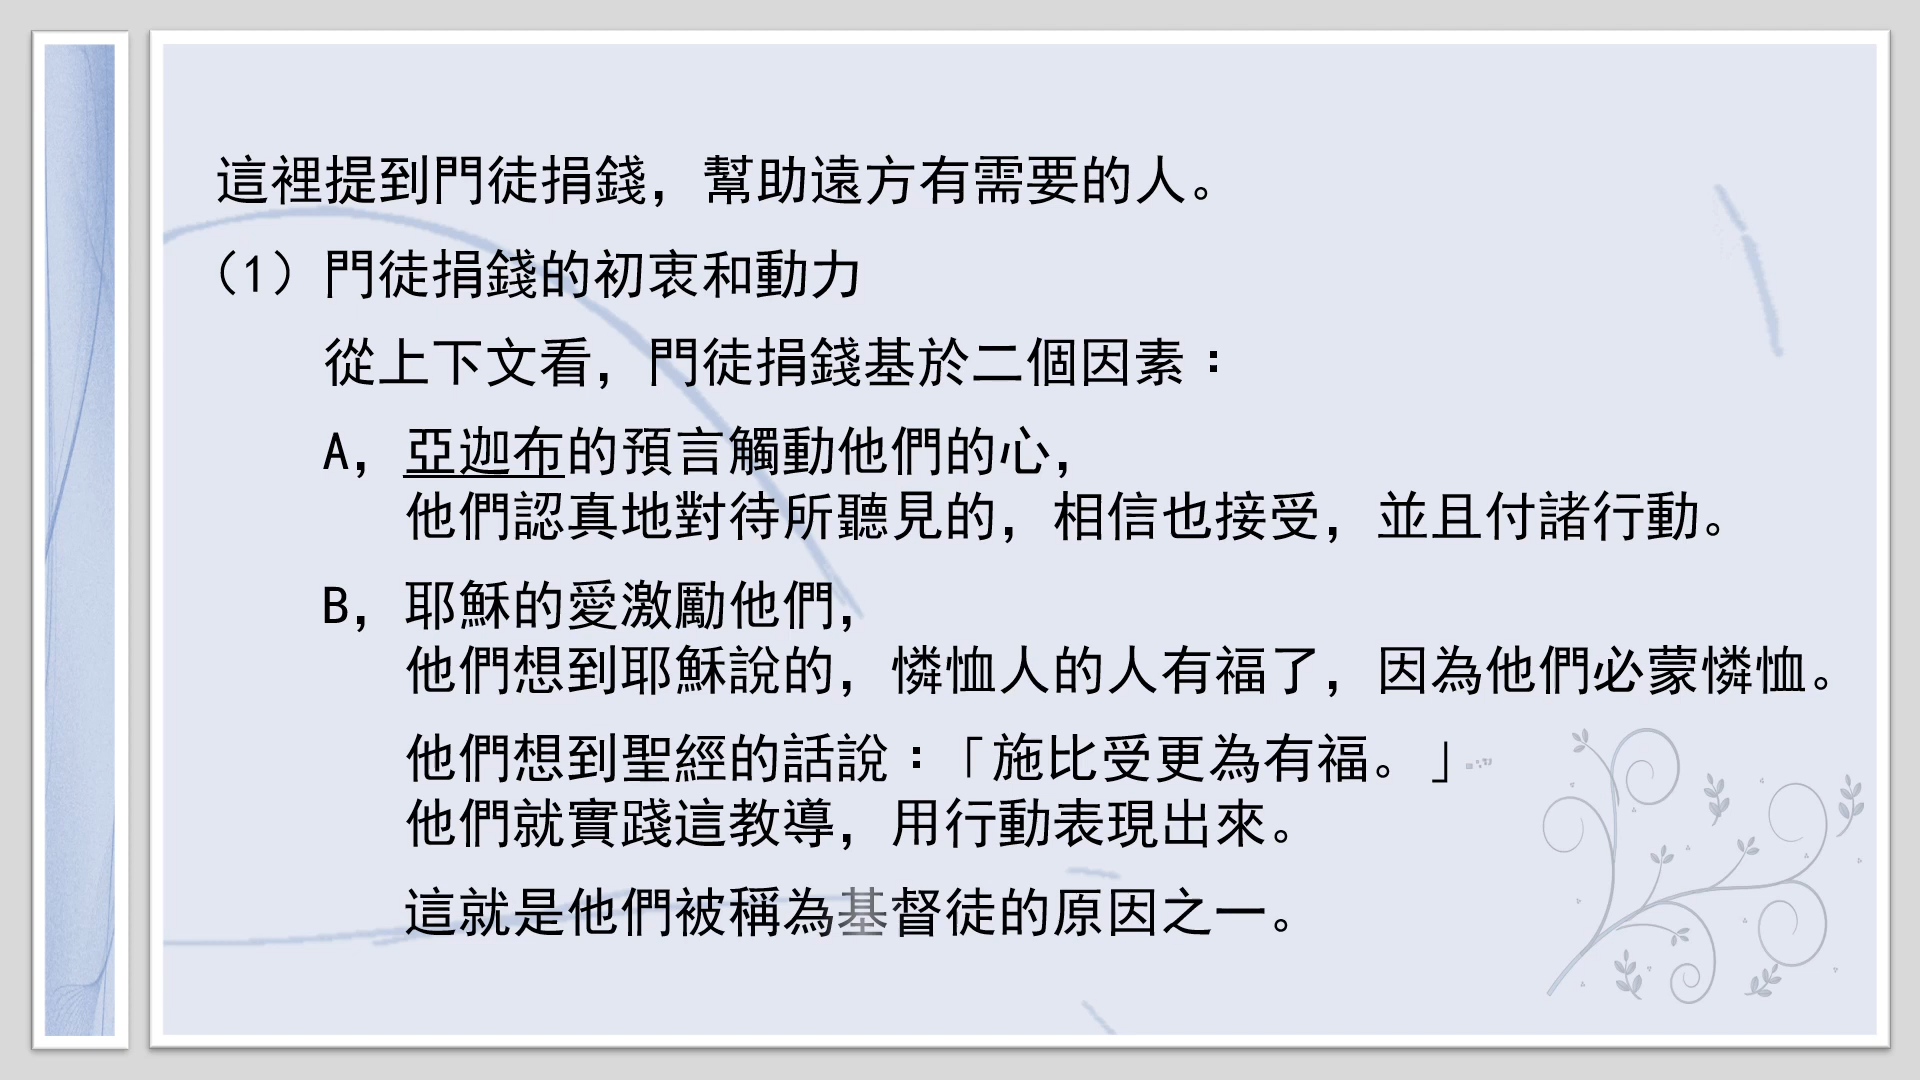 這裡提到門徒捐錢，幫助遠方有需要的人。
（1）門徒捐錢的初衷和動力
從上下文看，門徒捐錢基於二個因素：
A，亞迦布的預言觸動他們的心，
他們認真地對待所聽見的，相信也接受，並且付諸行動。
B，耶穌的愛激勵他們，
他們想到耶穌說的，憐恤人的人有福了，因為他們必蒙憐恤。
他們想到聖經的話說：「施比受更為有福。」
他們就實踐這教導，用行動表現出來。
這就是他們被稱為基督徒的原因之一。